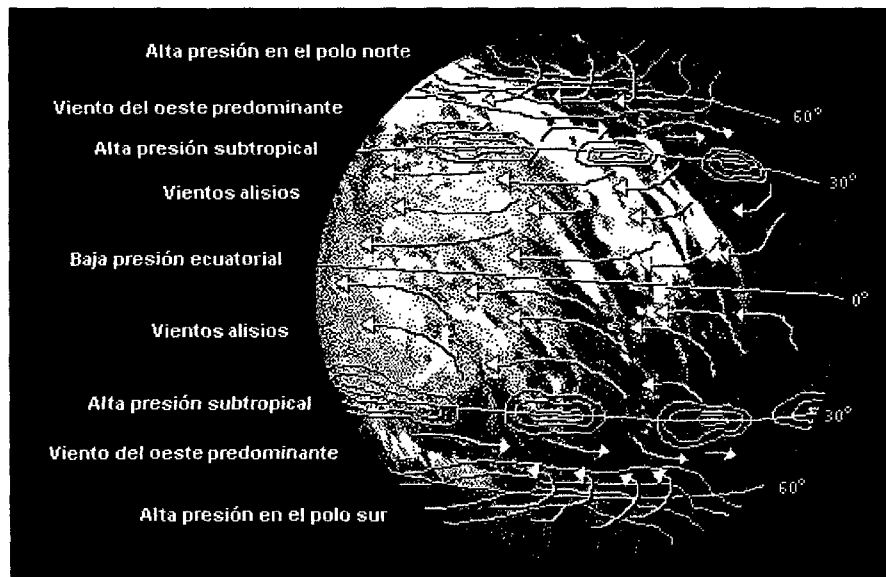 Alta presión en el polo norte
Viento del oeste predominante
60°
Alta presión subtropical
30°
Vientos alisios
Baja presión ecuatorial
0°
Vientos alisios
Alta presión subtropical
30°
Viento del oeste predominante
60°
Alta presión en el polo sur